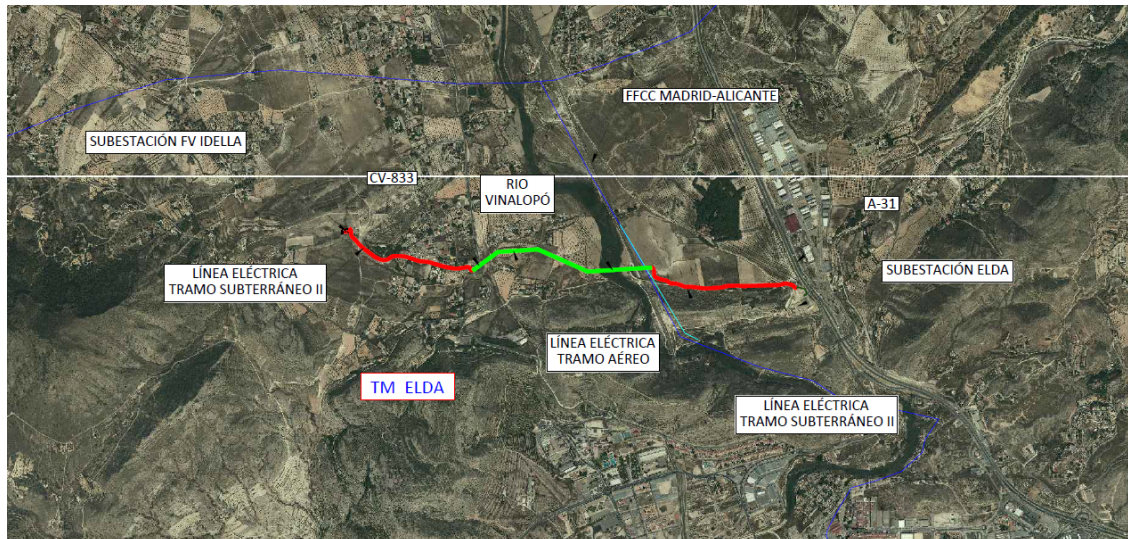 FFCC MADRID-ALICANTE
SUBESTACIÓN FV IDELLA
CV-833
RIO
VINALOPÓ
A-31
LÍNEA ELÉCTRICA
TRAMO SUBTERRÁNEO II
SUBESTACIÓN ELDA
LÍNEA ELÉCTRICA
TRAMO AÉREO
TM ELDA
LÍNEA ELÉCTRICA
TRAMO SUBTERRÁNEO II